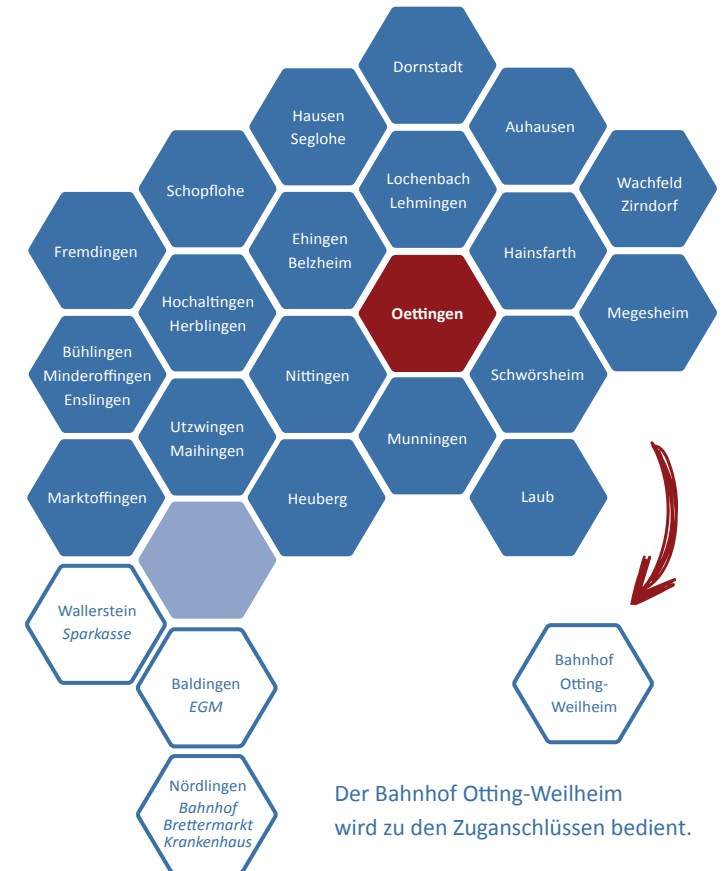 Dornstadt
Hausen
Seglohe
Auhausen
Schopflohe
Lochenbach
Lehmingen
Wachfeld
Zirndorf
Fremdingen
Ehingen
Belzheim
Hainsfarth
Hochaltingen
Herblingen
Oettingen
Megesheim
Bühlingen
Minderoffingen
Enslingen
Nittingen
Schwörsheim
Utzwingen
Maihingen
Munningen
Marktoffingen
Heuberg
Laub
Wallerstein
Sparkasse
Baldingen
EGM
Bahnhof
Otting-
Weilheim
Nördlingen
Bahnhof
Brettermarkt
Krankenhaus
Der Bahnhof Otting-Weilheim
wird zu den Zuganschlüssen bedient.